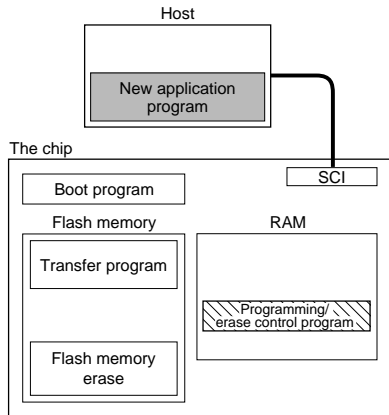 Host
New application
program
The chip
SCI
Boot program
Flash memory
RAM
Transfer program
Programming/
erase control program
Flash memory
erase